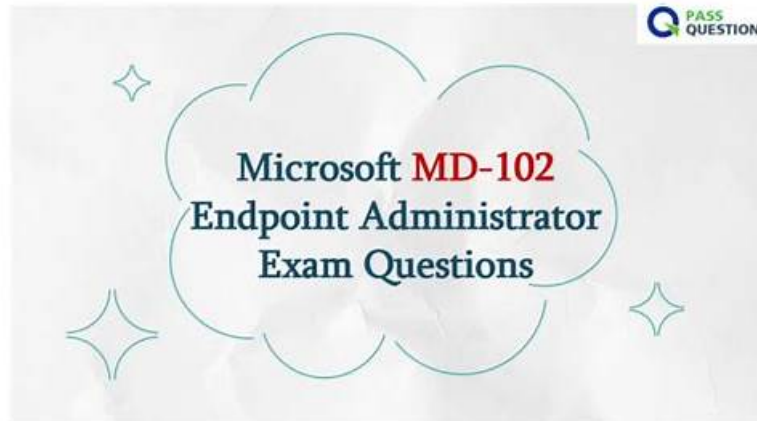 PASS
QUESTION
Microsoft MD-102
Endpoint Administrator
Exam Questions